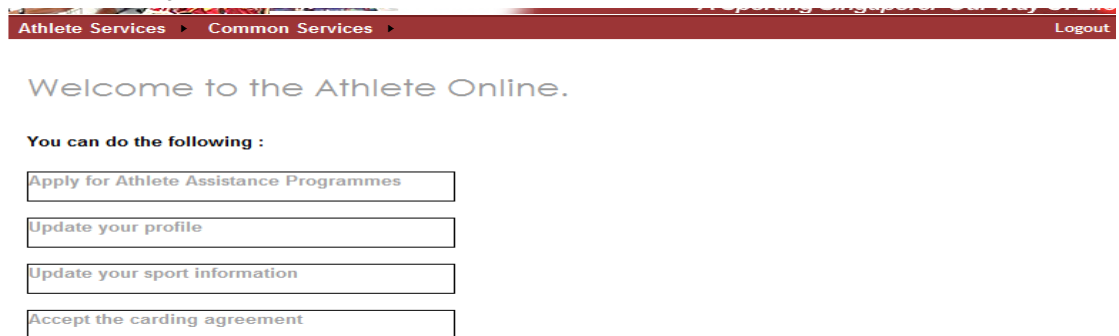 Athlete Services Common Services Logout
Welcome to the Athlete Online.
You can do the following :
Apply for Athlete Assistance Programmes
Update your profile
Update your sport information
Accept the carding agreement